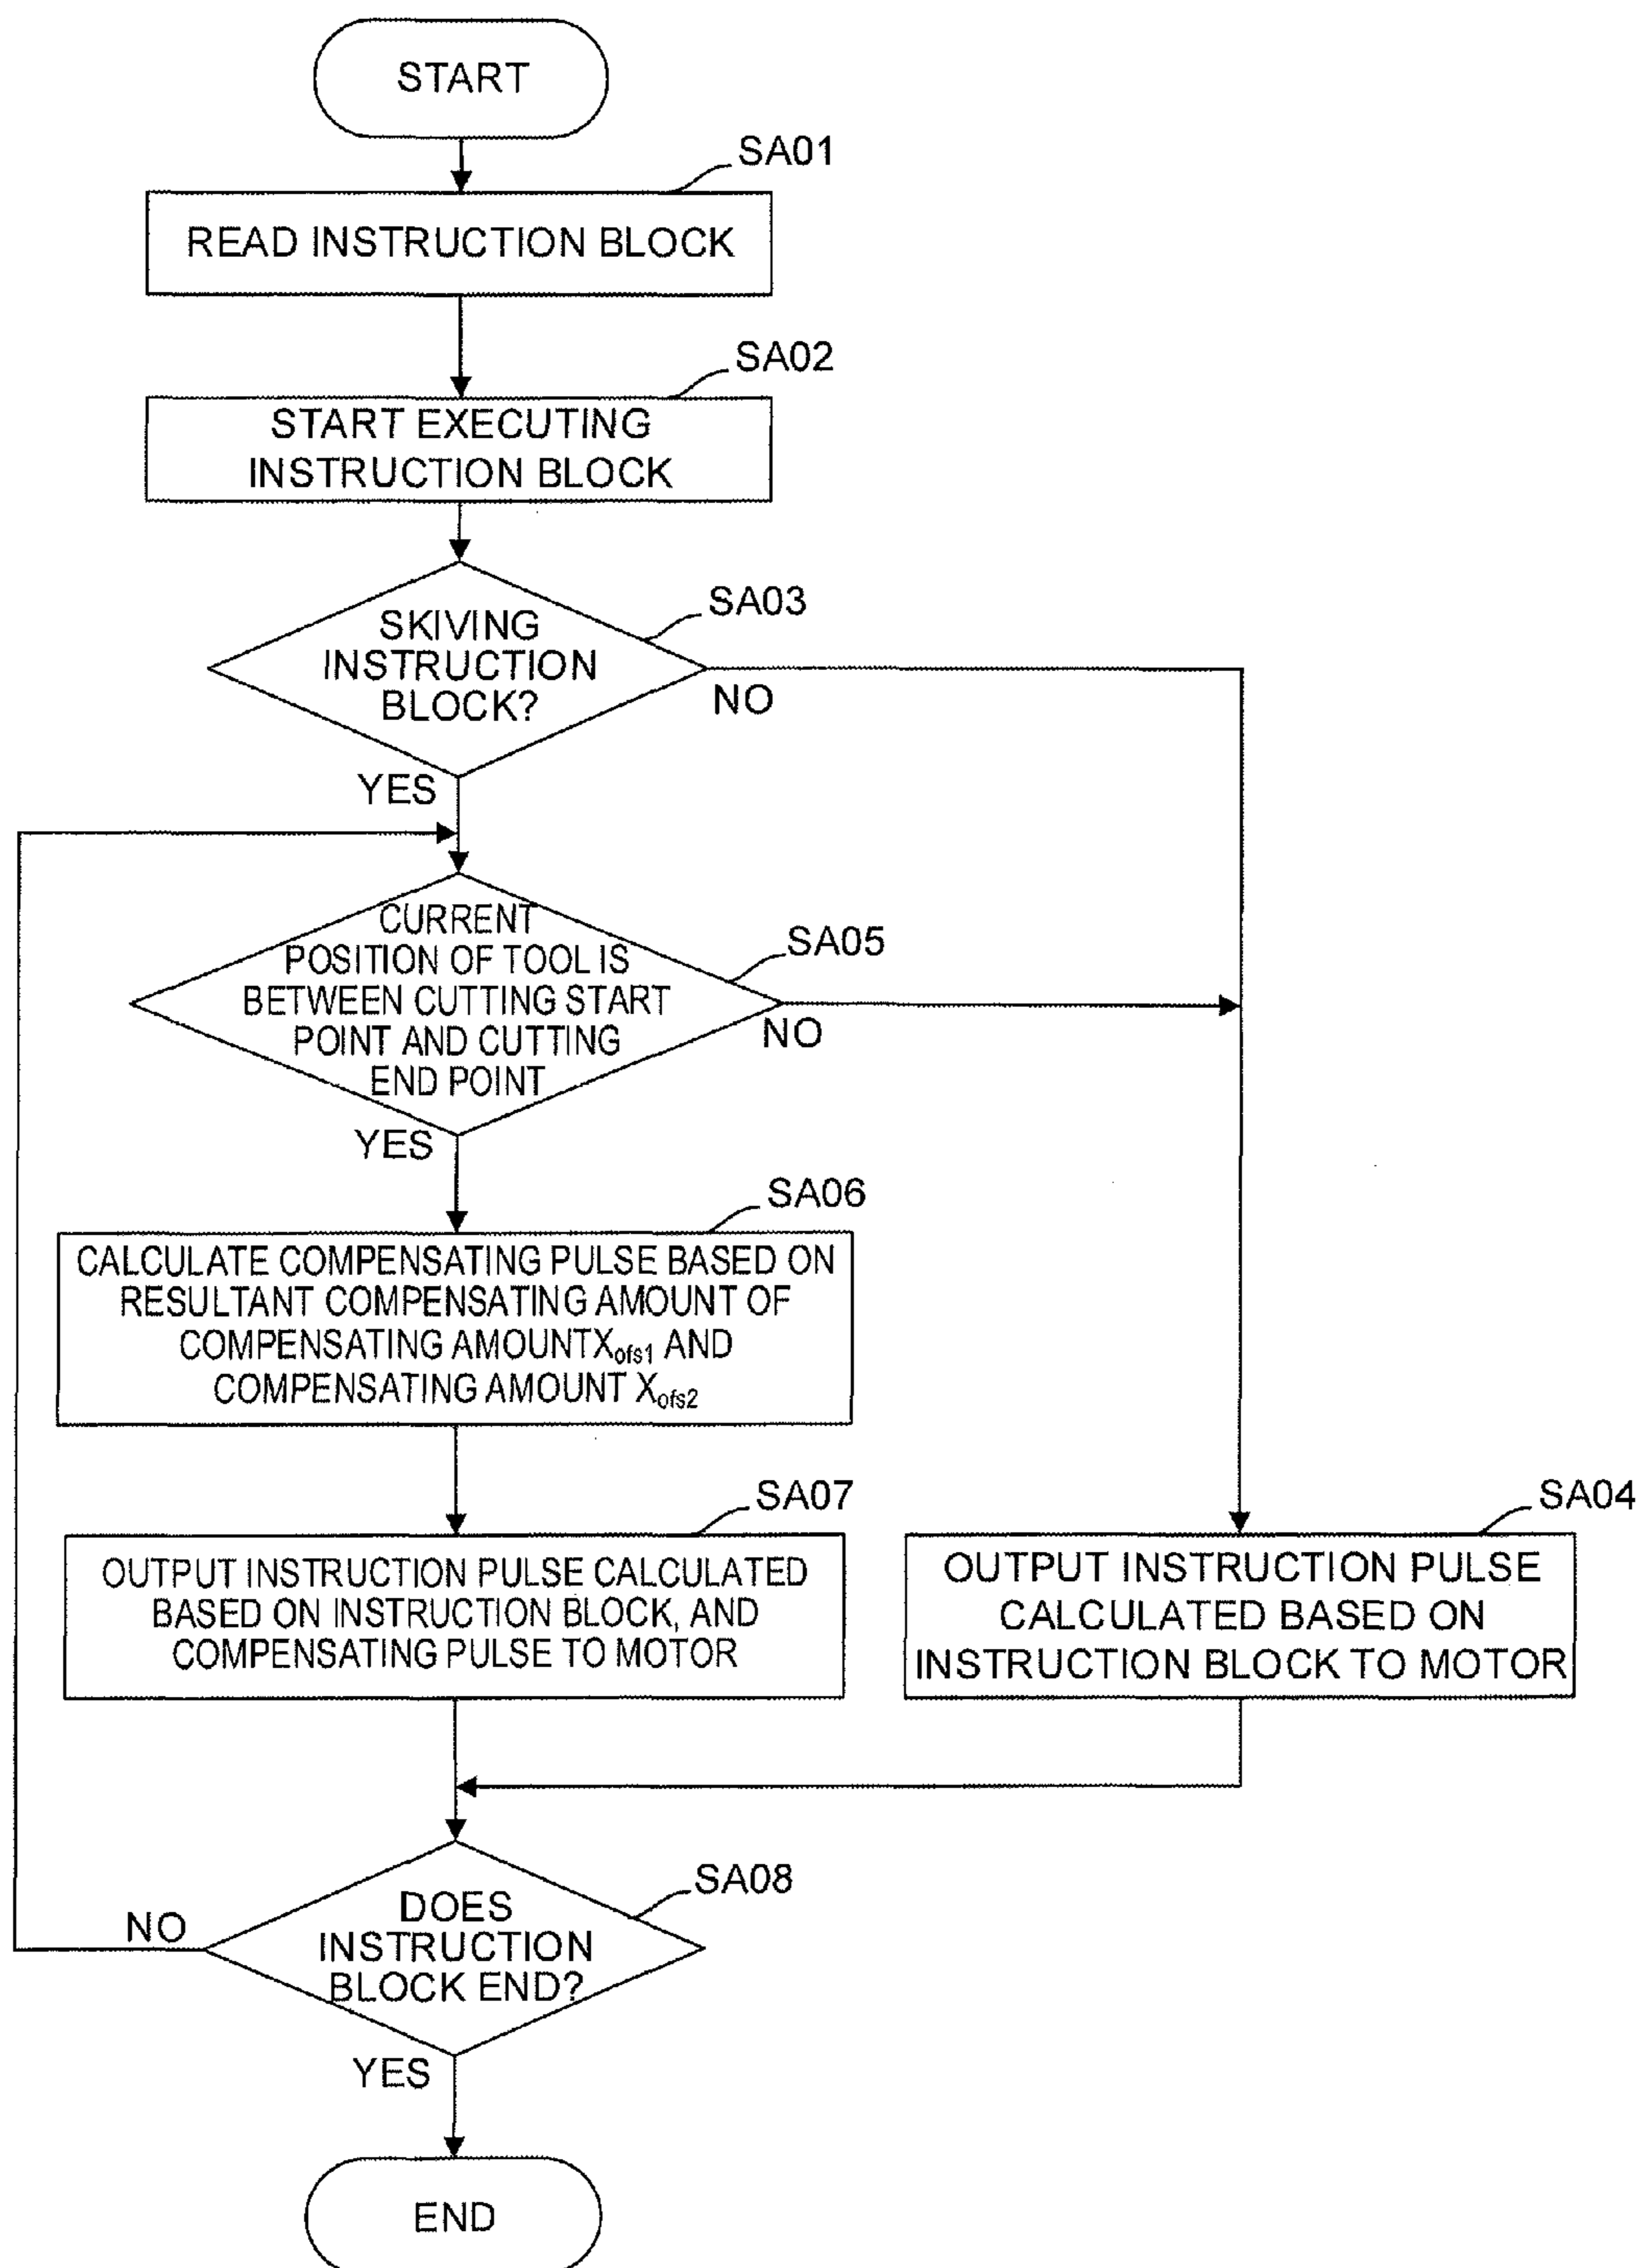 START
SA01
READ INSTRUCTION BLOCK
SA02
START EXECUTING
INSTRUCTION BLOCK
SA03
SKIVING
INSTRUCTION
BLOCK?
NO
YES
SA05
CURRENT
POSITION OF TOOL IS
BETWEEN CUTTING START
POINT AND CUTTING
END POINT
NO
YES
SA06
CALCULATE COMPENSATING PULSE BASED ON
RESULTANT COMPENSATING AMOUNT OF
COMPENSATING AMOUNTXofs1 AND
COMPENSATING AMOUNT Xofs2
SA07
OUTPUT INSTRUCTION PULSE CALCULATED
BASED ON INSTRUCTION BLOCK, AND
COMPENSATING PULSE TO MOTOR
SA04
OUTPUT INSTRUCTION PULSE
CALCULATED BASED ON
INSTRUCTION BLOCK TO MOTOR
SA08
DOES
INSTRUCTION
BLOCK END?
NO
YES
END